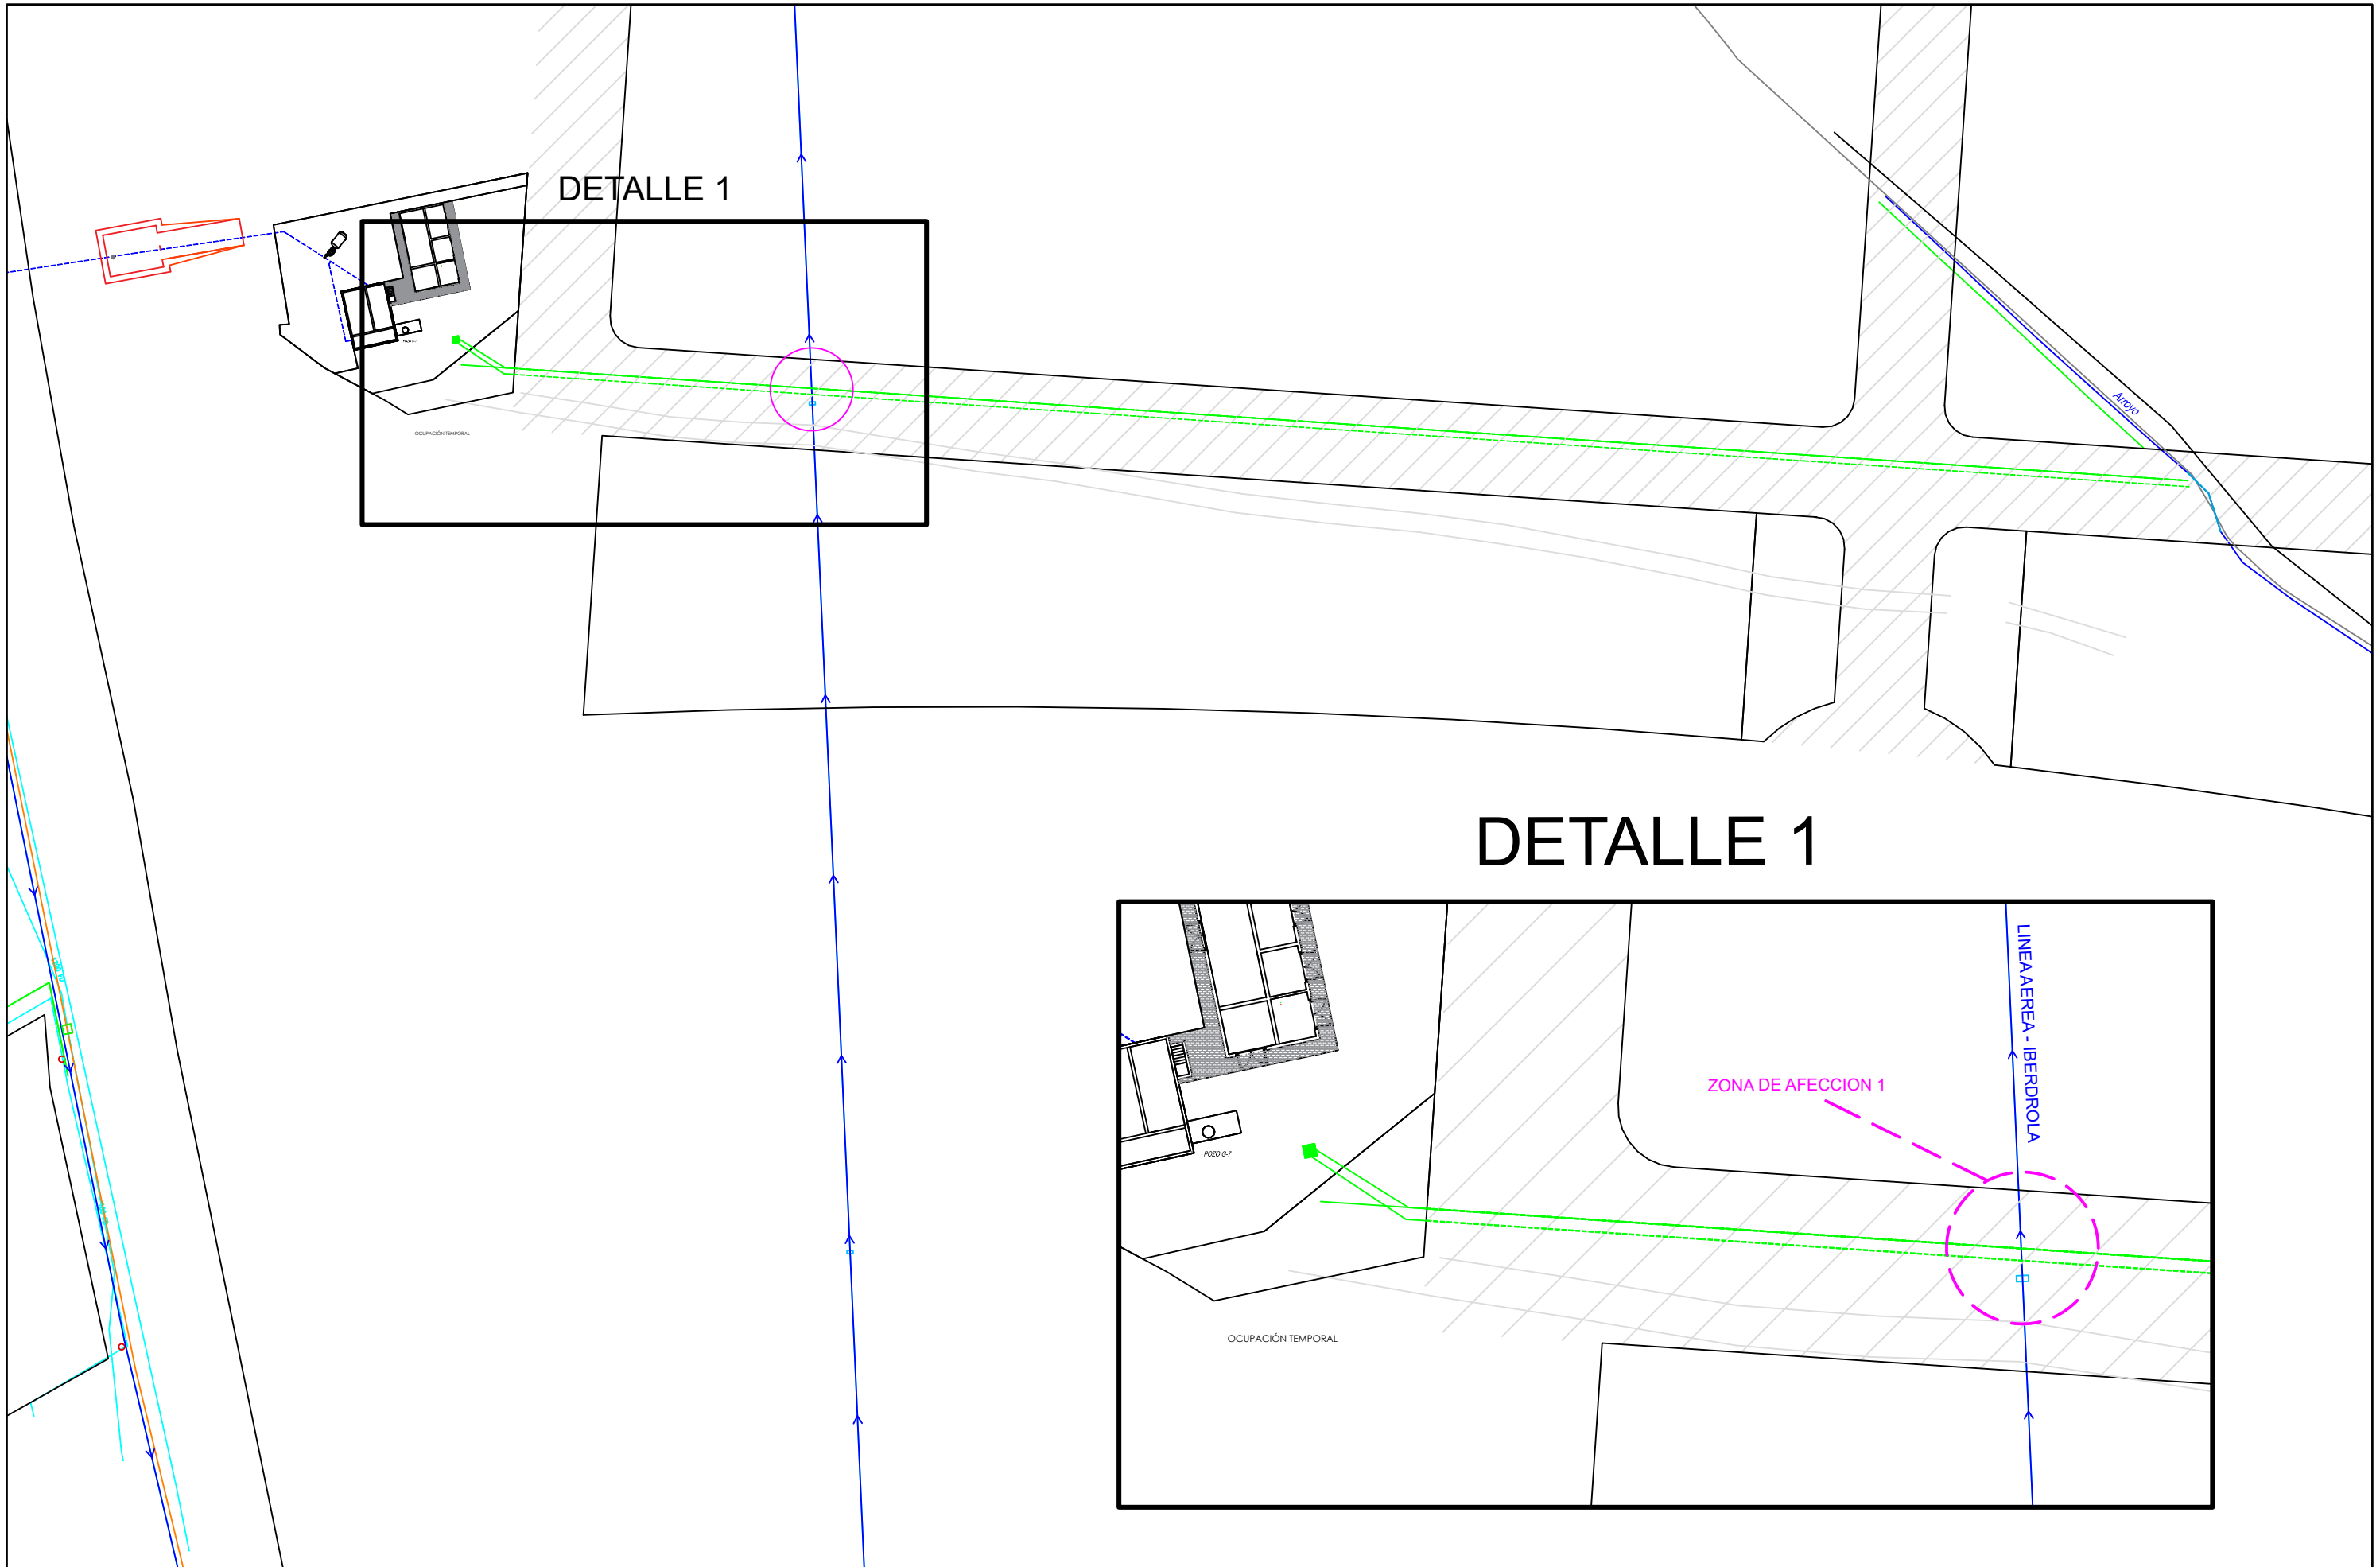 DETALLE 1
Arroyo
OCUPACIÓN TEMPORAL
DETALLE 1
LINEA AEREA - IBERDROLA
ZONA DE AFECCION 1
POZO G-7
OCUPACIÓN TEMPORAL